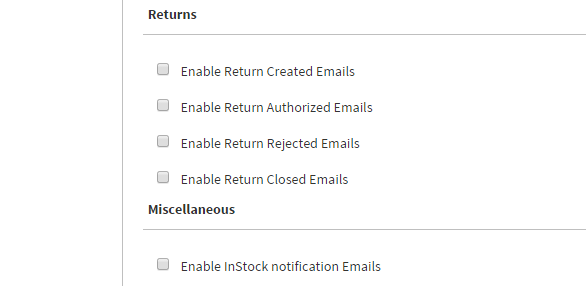 Returns
Enable Return Created Emails
Enable Return Authorized Emails
Enable Return Rejected Emails
Enable Return Closed Emails
Miscellaneous
Enable InStock notification Emails